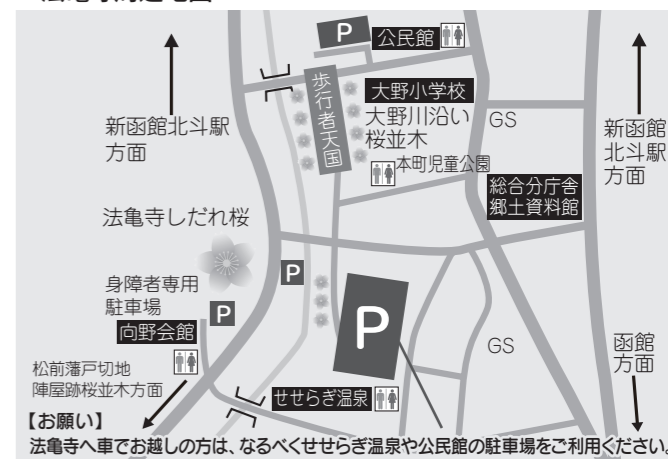 P
公民館
歩行者天国
大野小学校
大野川沿い
桜並木
GS
本町児童公園
新函館北斗駅
方面
新函館
北斗駅
方面
総合分庁舎
郷土資料館
法亀寺しだれ桜
P
身障者専用
駐車場
P
向野会館
P
GS
函館
方面
松前藩戸切地
陣屋跡桜並木方面
せせらぎ温泉
【お願い】
法亀寺へ車でお越しの方は、なるべくせせらぎ温泉や公民館の駐車場をご利用ください。